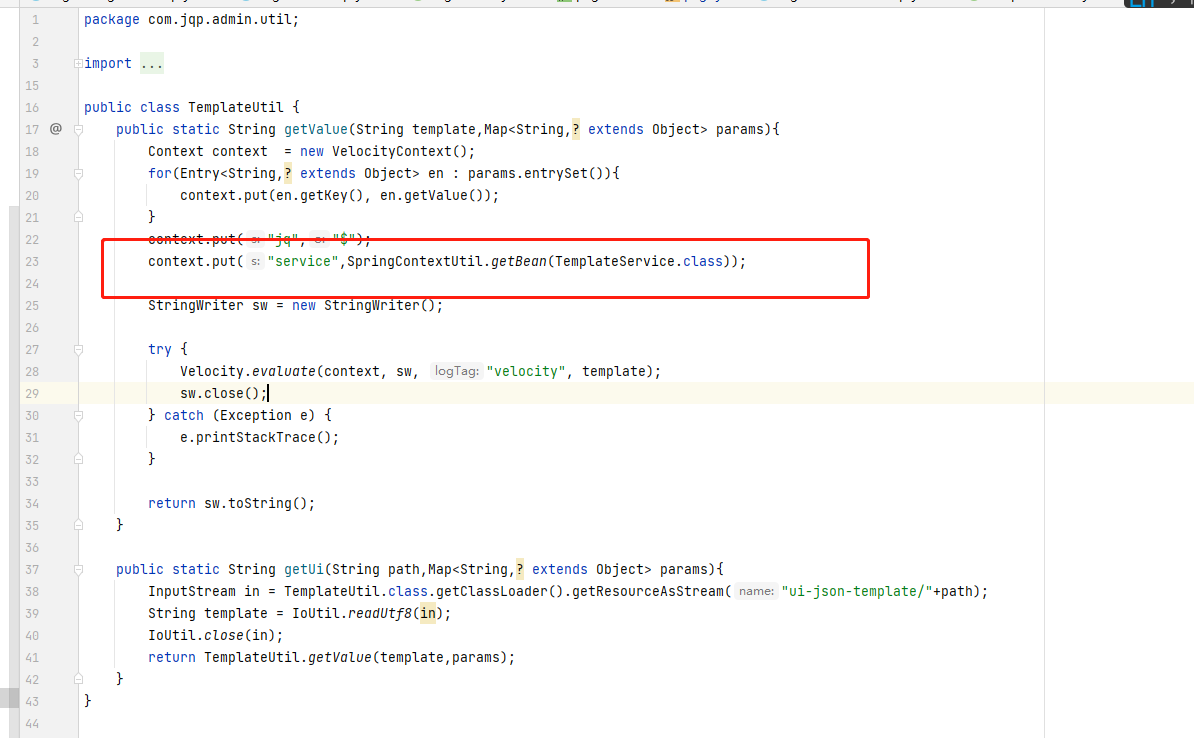 1 package com.jqp.admin.util;
2
3 import ...
15
16 public class TemplateUtil {
17 @ public static String getValue(String template,Map<String,? extends Object> params){
18 Context context  = new VelocityContext();
19 for(Entry<String,? extends Object> en : params.entrySet()){
20 context.put(en.getKey(), en.getValue());
21 }
22 context.put( s: "jq", o: "$");
23 context.put( s: "service",SpringContextUtil.getBean(TemplateService.class));
24
25 StringWriter sw = new StringWriter();
26
27 try {
28 Velocity.evaluate(context, sw, logTag: "velocity", template);
29 sw.close();
30 } catch (Exception e) {
31 e.printStackTrace();
32 }
33
34 return sw.toString();
35 }
36
37 public static String getUi(String path,Map<String,? extends Object> params){
38 InputStream in = TemplateUtil.class.getClassLoader().getResourceAsStream( name: "ui-json-template/"+path);
39 String template = IoUtil.readUtf8(in);
40 IoUtil.close(in);
41 return TemplateUtil.getValue(template,params);
42 }
43 }
44